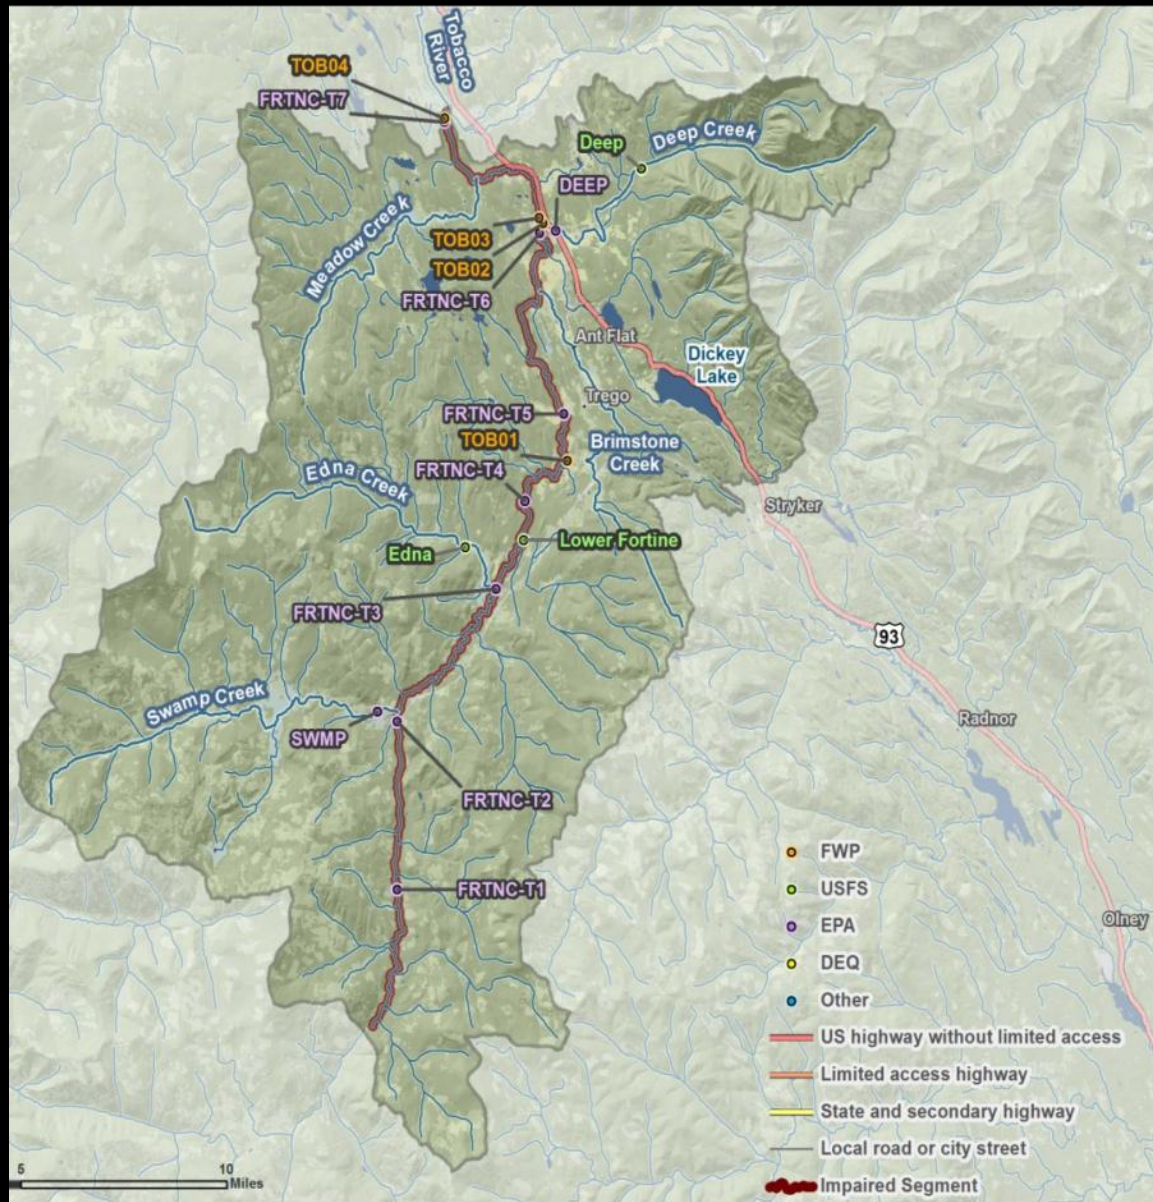 Tobacco
River
TOB04
FRTNC-T7
Deep
Deep Creek
DEEP
Meadow Creek
TOB03
TOB02
FRTNC-T6
Ant Flat
Dickey
Lake
Trego
FRTNC-T5
TOB01
Brimstone
Creek
FRTNC-T4
Edna Creek
Stryker
Lower Fortine
Edna
FRTNC-T3
93
Swamp Creek
Radnor
SWMP
FRTNC-T2
FRTNC-T1
Olney
FWP
USFS
EPA
DEQ
Other
US highway without limited access
Limited access highway
State and secondary highway
Local road or city street
Impaired Segment
5 10
Miles